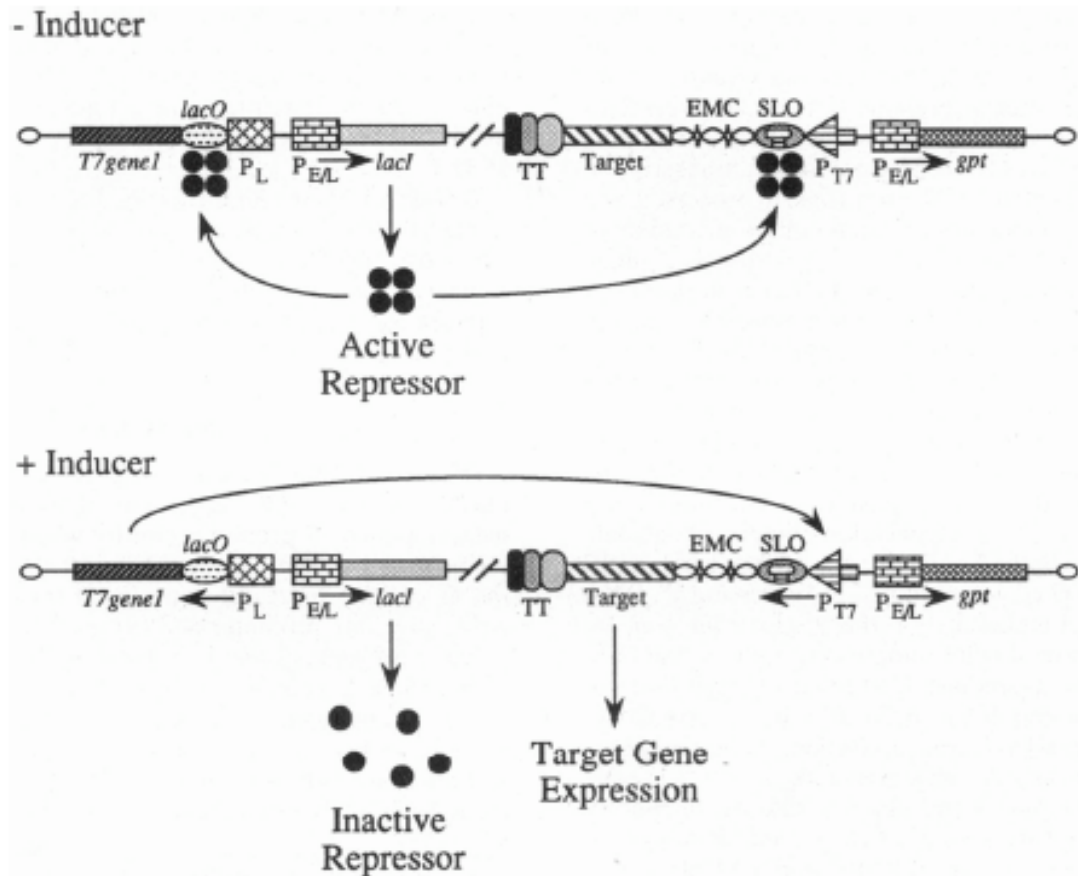 - Inducer
lacO EMC SLO
T7gene1 P_L P_E/L lacI TT Target P_T7 P_E/L gpt
Active
Repressor
+ Inducer
lacO EMC SLO
T7gene1 P_L P_E/L lacI TT Target P_T7 P_E/L gpt
Target Gene
Expression
Inactive
Repressor